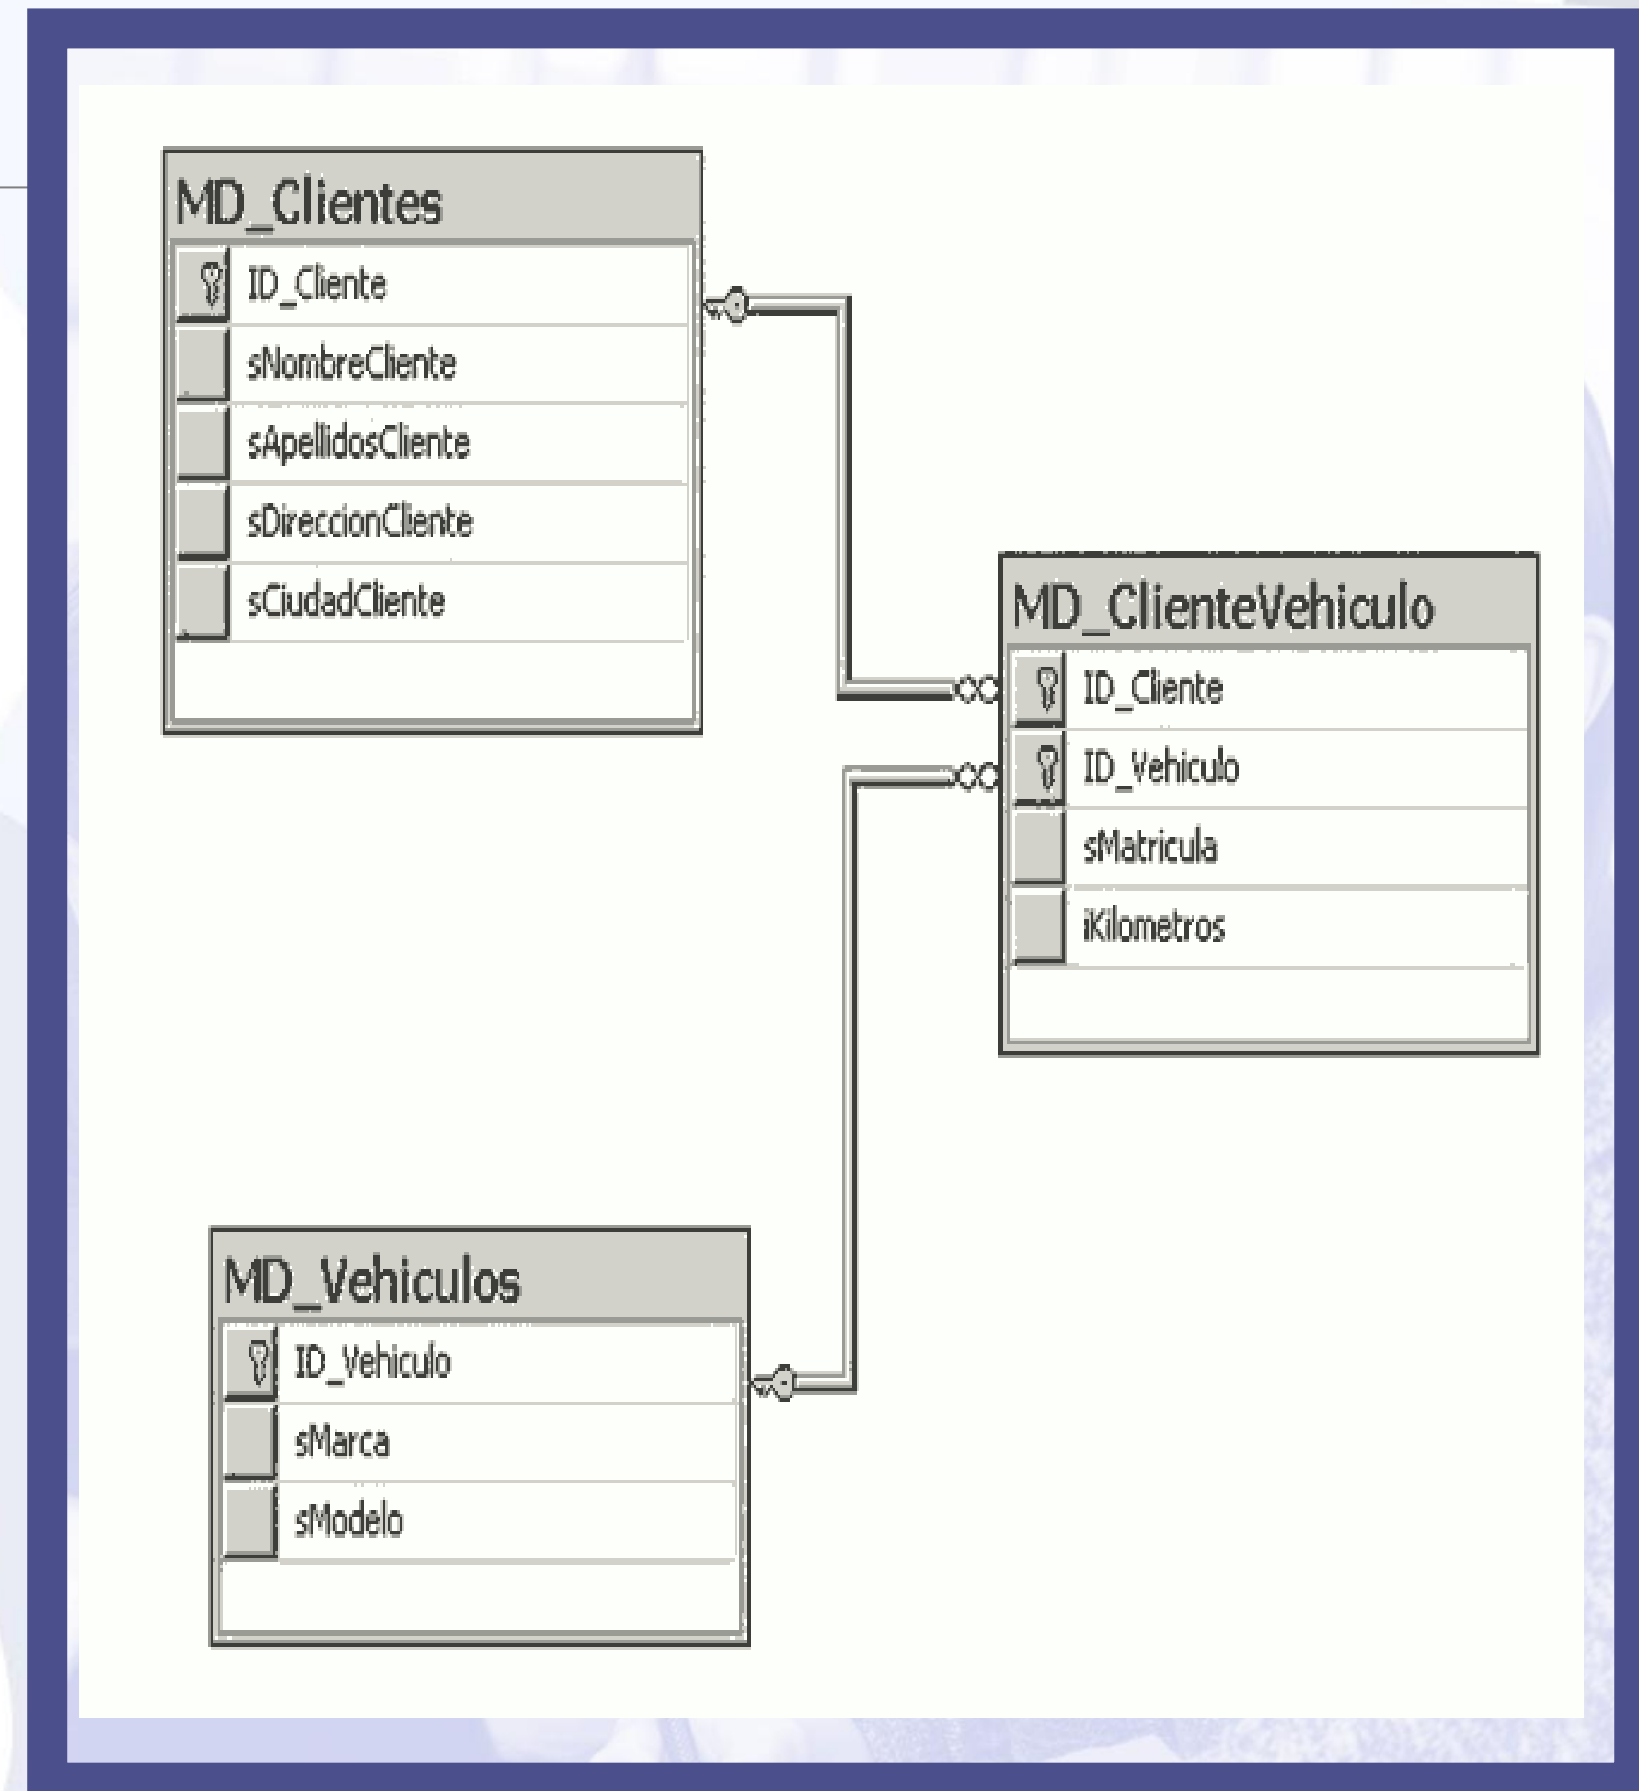 MD_Clientes
ID_Cliente
sNombreCliente
sApellidosCliente
sDireccionCliente
sCiudadCliente
MD_ClienteVehiculo
ID_Cliente
ID_Vehiculo
sMatricula
iKilometros
MD_Vehiculos
ID_Vehiculo
sMarca
sModelo